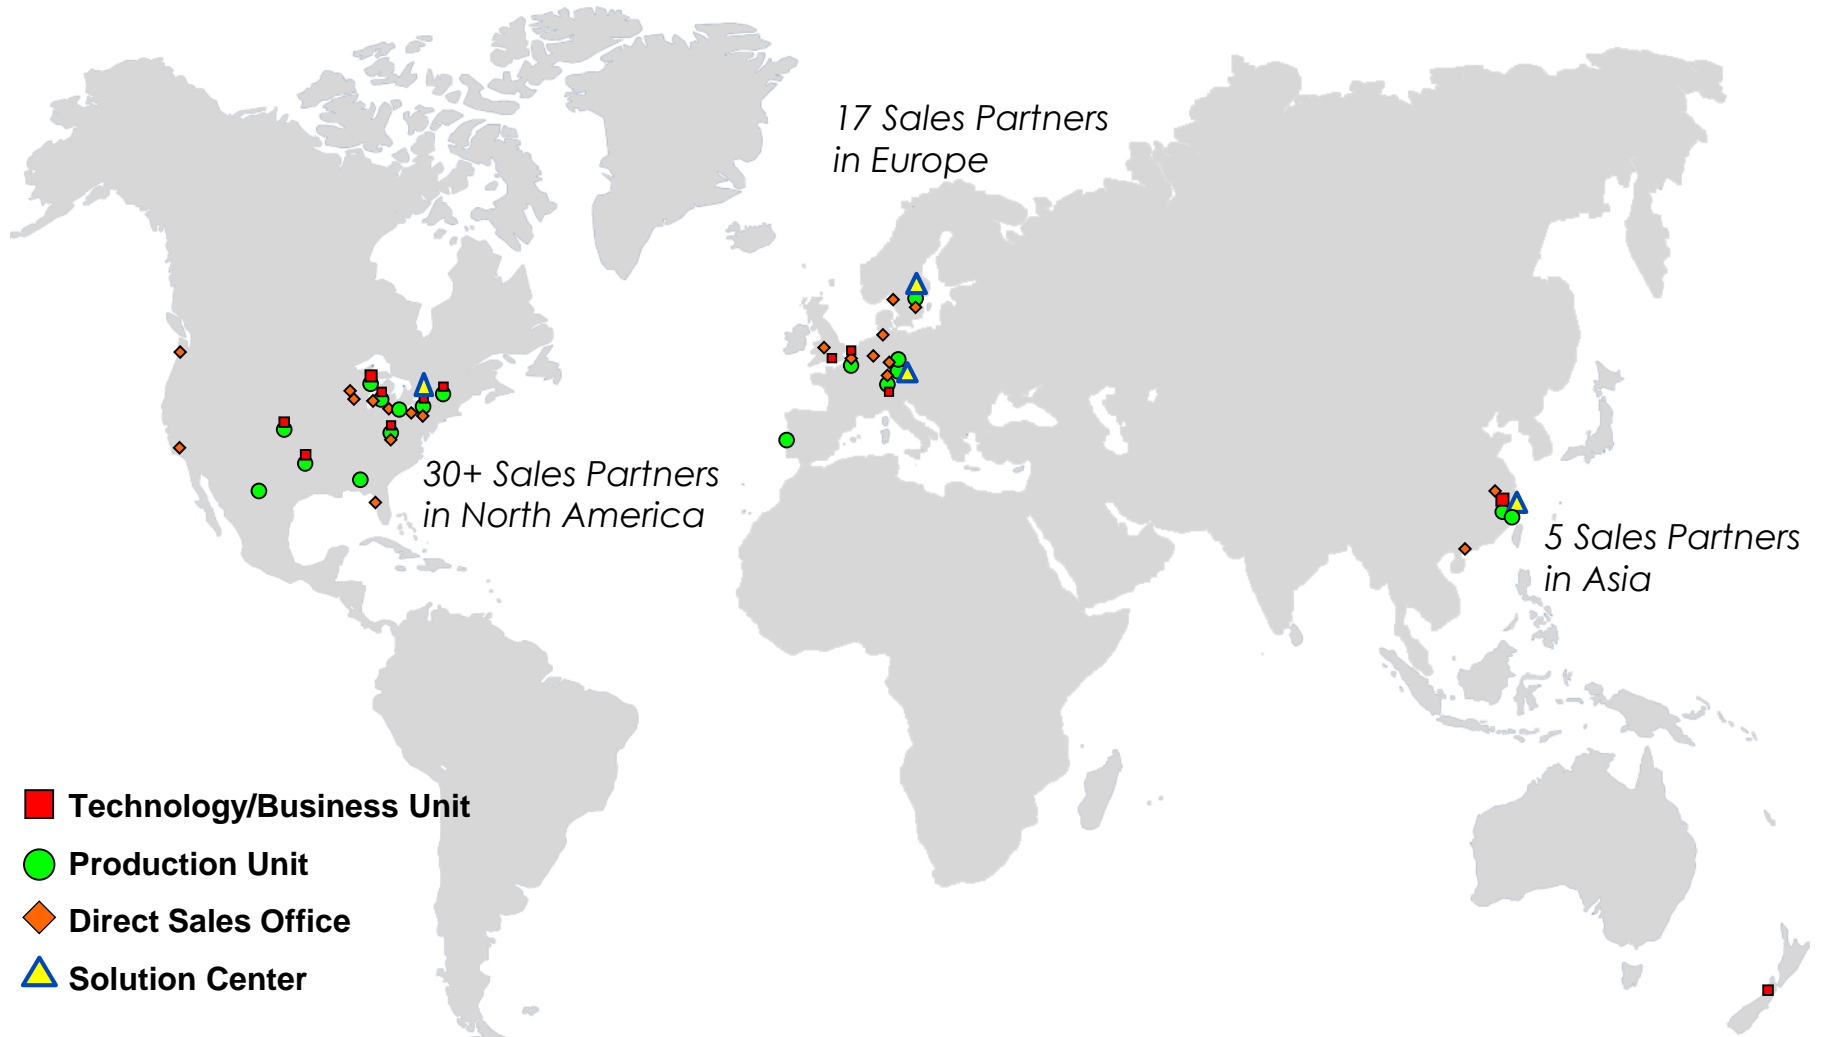 17 Sales Partners
in Europe
30+ Sales Partners
in North America
5 Sales Partners
in Asia
Technology/Business Unit
Production Unit
Direct Sales Office
Solution Center